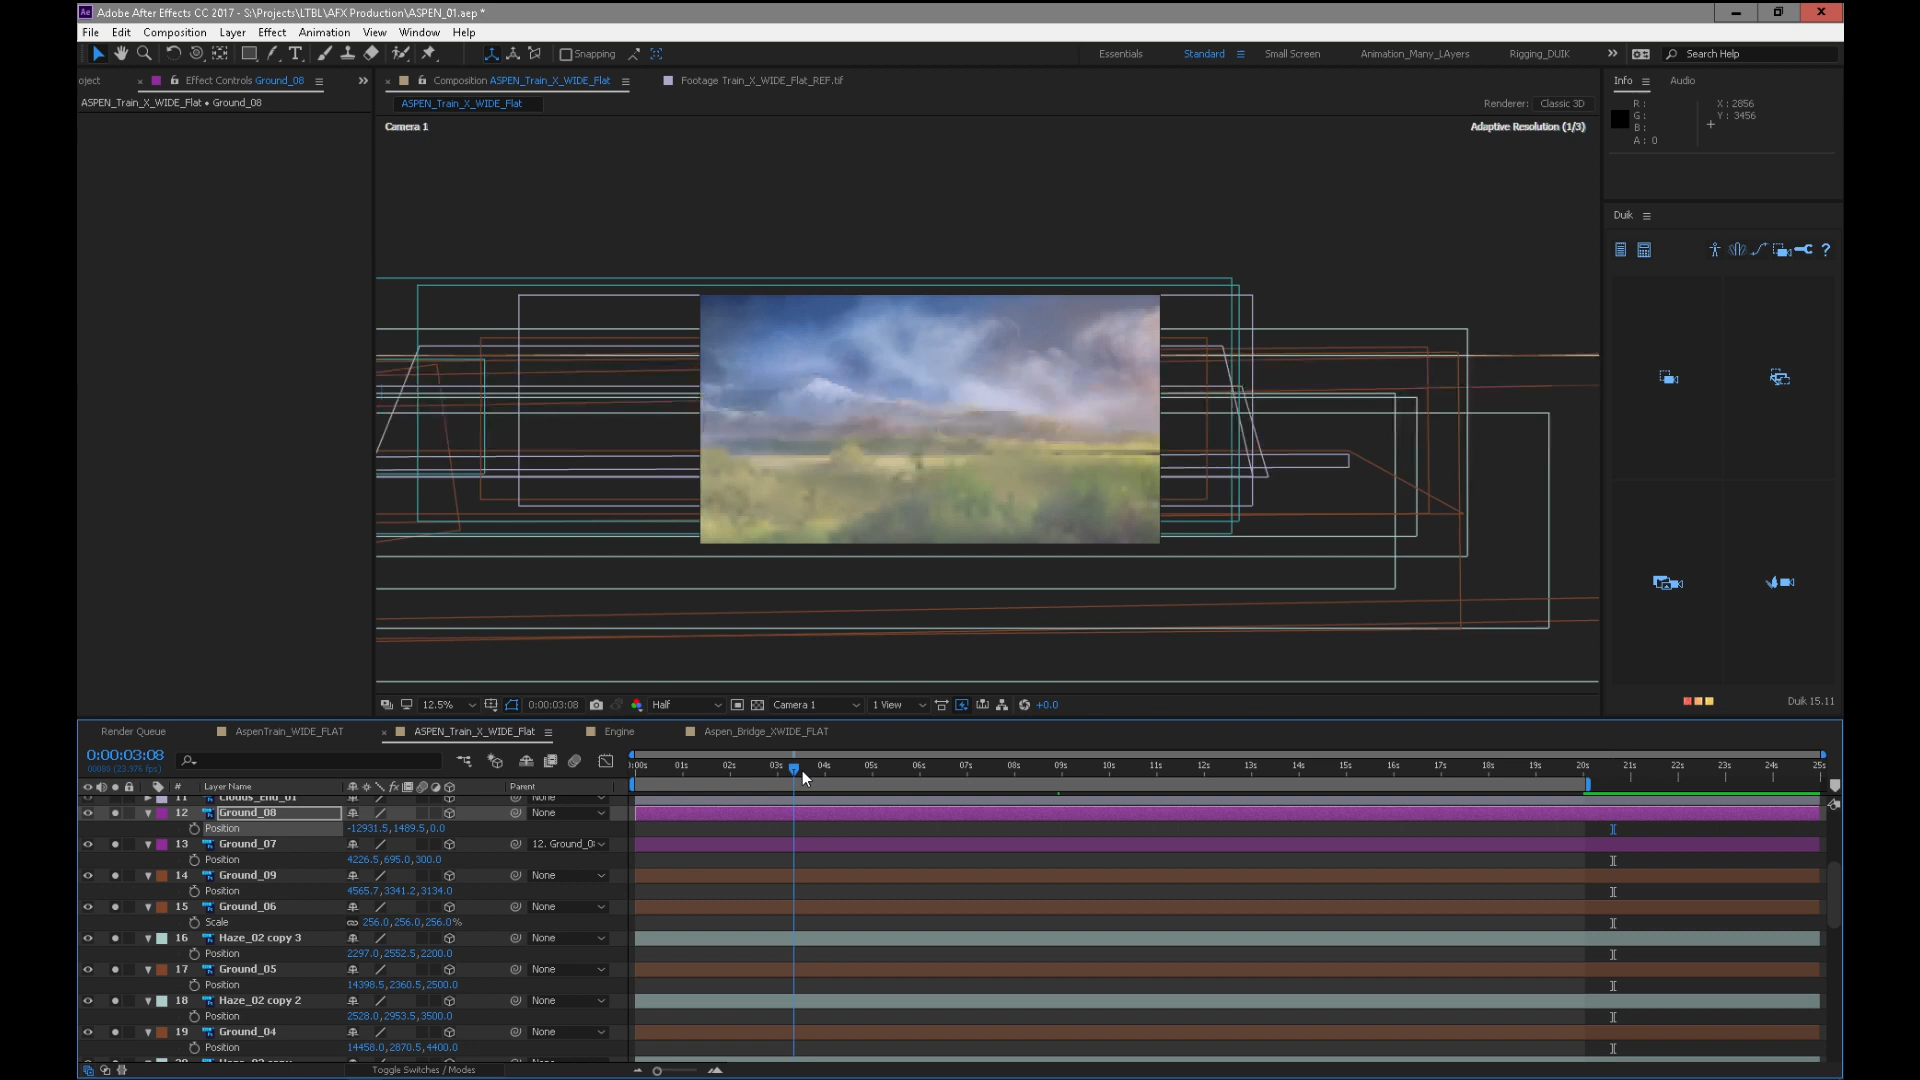 Adobe After Effects CC 2017 - S:\Projects\LTBL\AFX Production\ASPEN_01.aep *
File Edit Composition Layer Effect Animation View Window Help
Snapping Essentials Standard Small Screen Animation_Many_LAyers Rigging_DUIK Search Help
oject Effect Controls Ground_08 Composition ASPEN_Train_X_WIDE_Flat Footage Train_X_WIDE_Flat_REF.tif Info Audio
ASPEN_Train_X_WIDE_Flat • Ground_08 ASPEN_Train_X_WIDE_Flat Renderer: Classic 3D
R: X: 2856
G: Y: 3456
B:
A: 0
Camera 1 Adaptive Resolution (1/3)
Duik
12.5% 0:00:03:08 Half Camera 1 1 View +0.0 Duik 15.11
Render Queue AspenTrain_WIDE_FLAT ASPEN_Train_X_WIDE_Flat Engine Aspen_Bridge_XWIDE_FLAT
0:00:03:08
00080 (23.976 fps)
):00s 01s 02s 03s 04s 05s 06s 07s 08s 09s 10s 11s 12s 13s 14s 15s 16s 17s 18s 19s 20s 21s 22s 23s 24s 25s
# Layer Name Parent
11 Clouds_End_01 None
12 Ground_08 None
Position -12931.5,1489.5,0.0
13 Ground_07 12. Ground_0
Position 4226.5,695.0,300.0
14 Ground_09 None
Position 4565.7,3341.2,3134.0
15 Ground_06 None
Scale 256.0,256.0,256.0%
16 Haze_02 copy 3 None
Position 2297.0,2552.5,2200.0
17 Ground_05 None
Position 14398.5,2360.5,2500.0
18 Haze_02 copy 2 None
Position 2528.0,2953.5,3500.0
19 Ground_04 None
Position 14458.0,2870.5,4400.0
Toggle Switches / Modes